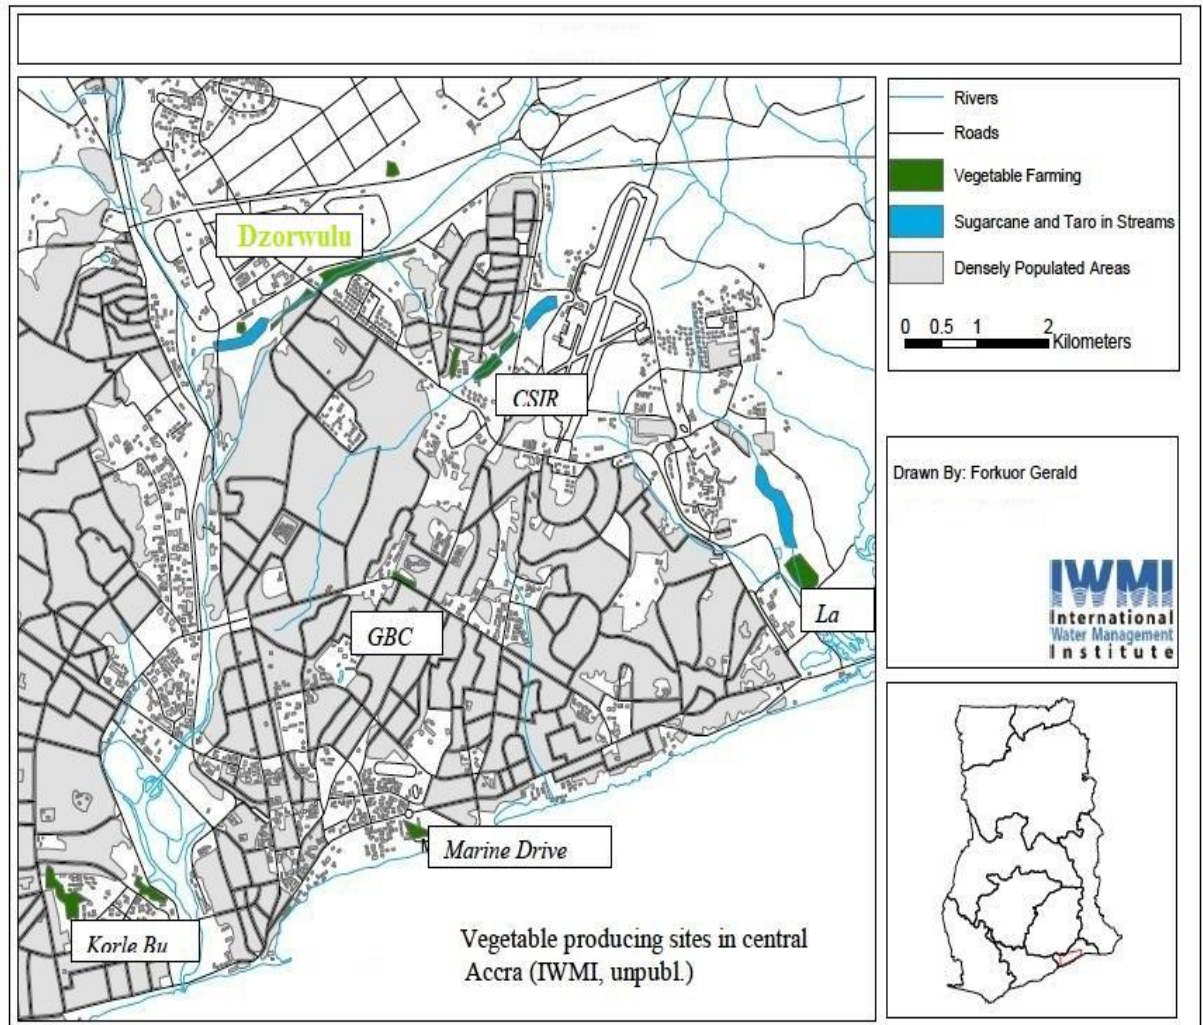 Dzorwulu
CSIR
La
GBC
Marine Drive
Korle Bu
Vegetable producing sites in central
Accra (IWMI, unpubl.)
Rivers
Roads
Vegetable Farming
Sugarcane and Taro in Streams
Densely Populated Areas
0 0.5 1 2
Kilometers
Drawn By: Forkuor Gerald
IWMI
International
Water Management
Institute